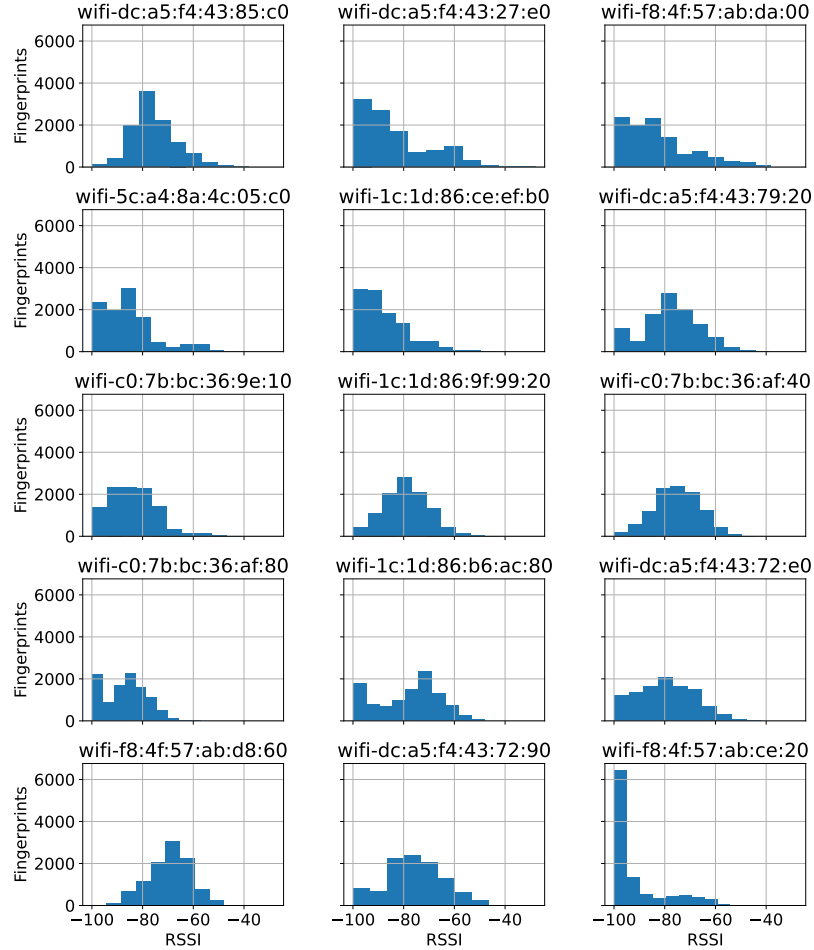 wifi-dc:a5:f4:43:85:c0 wifi-dc:a5:f4:43:27:e0 wifi-f8:4f:57:ab:da:00
6000
4000
2000
0
Fingerprints
wifi-5c:a4:8a:4c:05:c0 wifi-1c:1d:86:ce:ef:b0 wifi-dc:a5:f4:43:79:20
6000
4000
2000
0
Fingerprints
wifi-c0:7b:bc:36:9e:10 wifi-1c:1d:86:9f:99:20 wifi-c0:7b:bc:36:af:40
6000
4000
2000
0
Fingerprints
wifi-c0:7b:bc:36:af:80 wifi-1c:1d:86:b6:ac:80 wifi-dc:a5:f4:43:72:e0
6000
4000
2000
0
Fingerprints
wifi-f8:4f:57:ab:d8:60 wifi-dc:a5:f4:43:72:90 wifi-f8:4f:57:ab:ce:20
6000
4000
2000
0
Fingerprints
−100 −80 −60 −40 −100 −80 −60 −40 −100 −80 −60 −40
RSSI RSSI RSSI